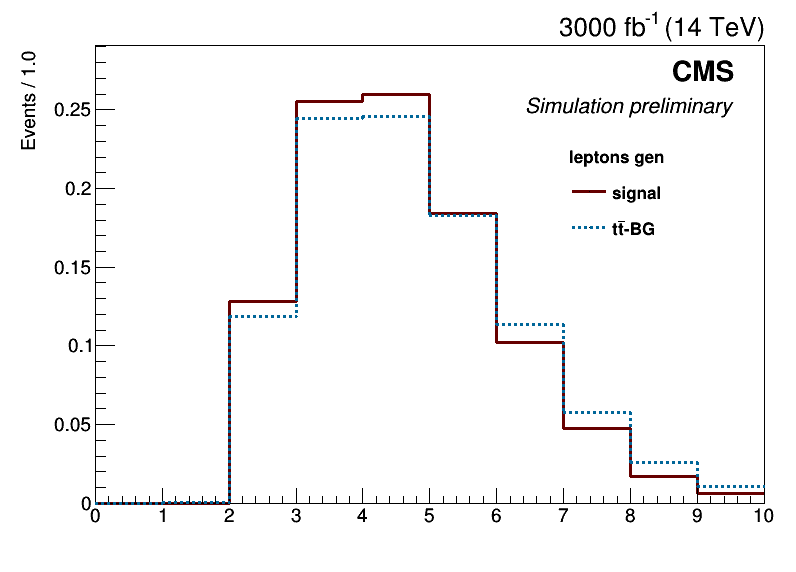 3000 fb⁻¹ (14 TeV)
Events / 1.0
CMS
Simulation preliminary
leptons gen
signal
tt̄-BG
0.25
0.2
0.15
0.1
0.05
0
0 1 2 3 4 5 6 7 8 9 10